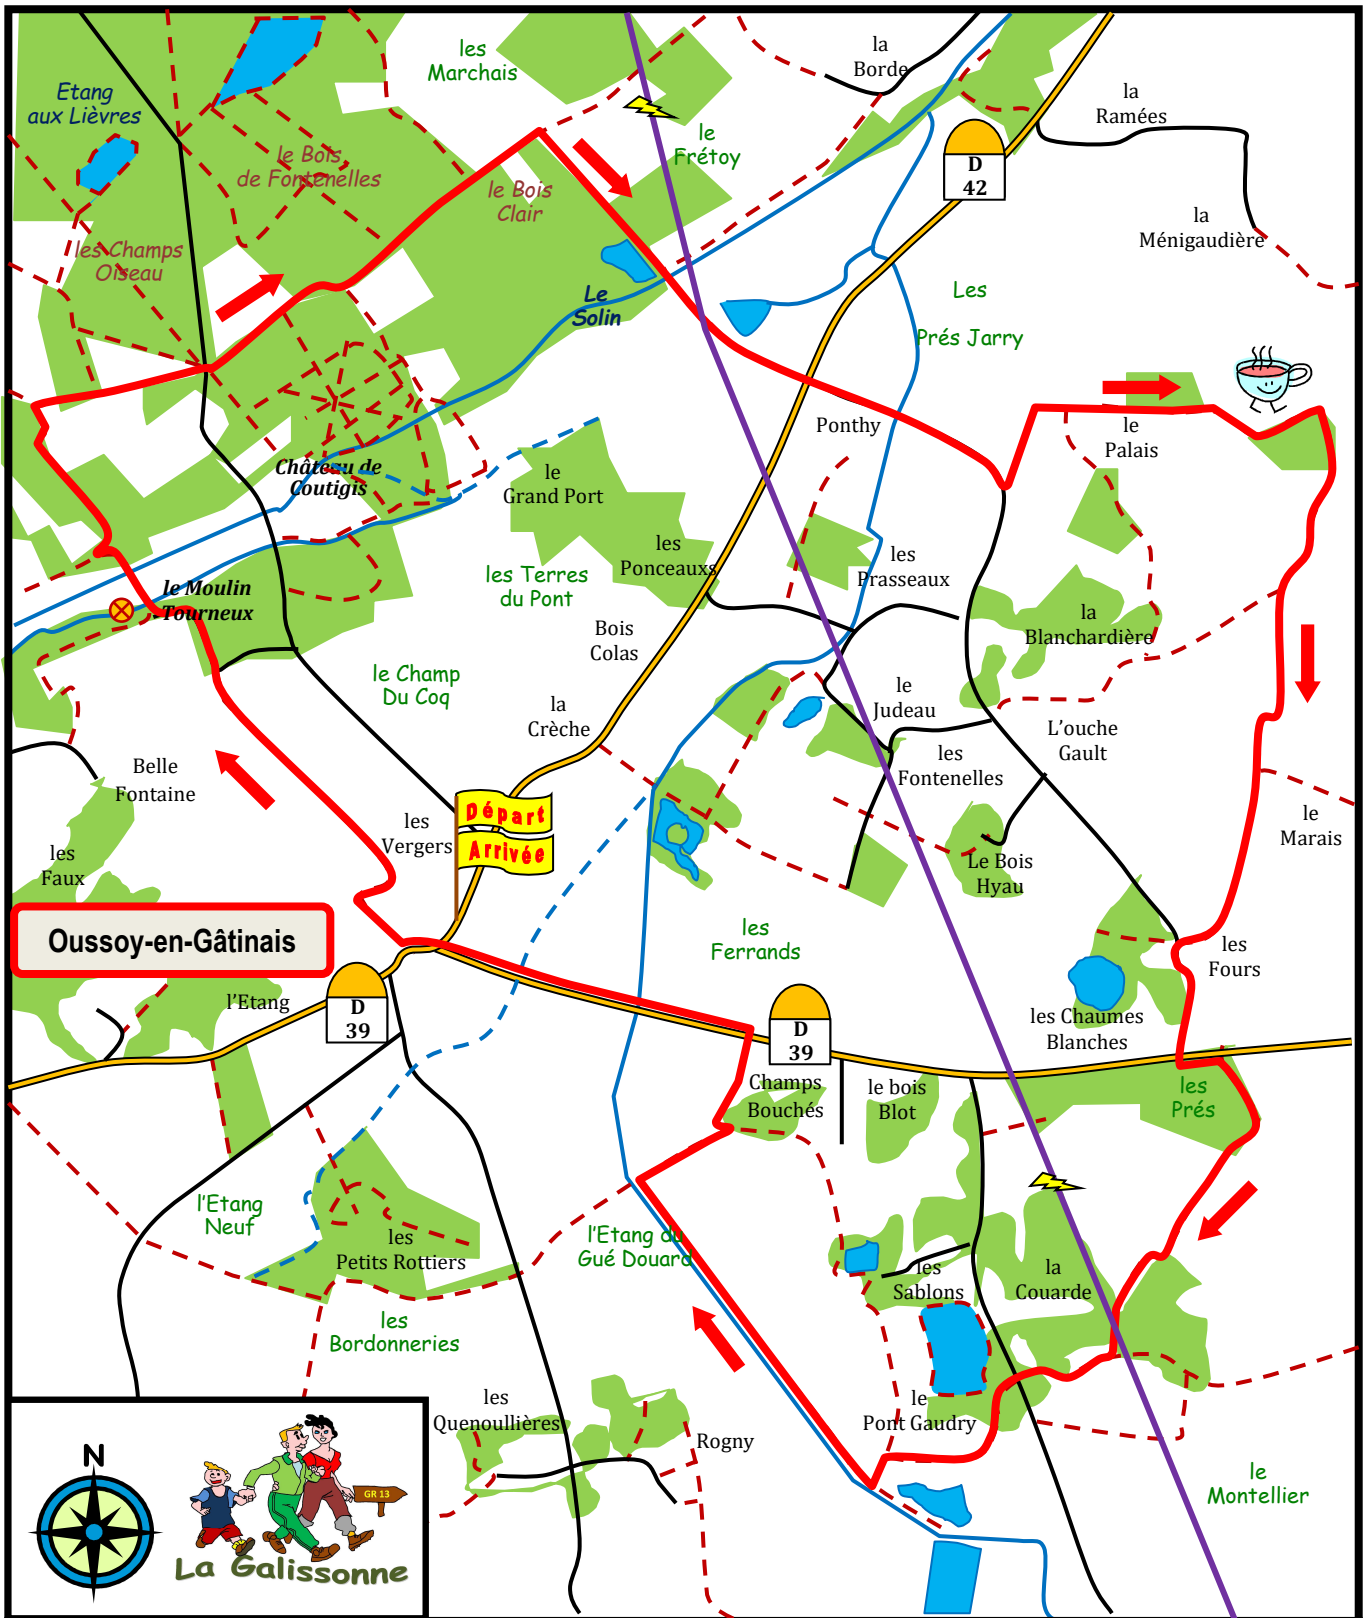 les
Marchais
la
Borde
Etang
aux Lièvres
la
Ramées
le
Frétoy
le Bois
de Fontenelles
D
42
le Bois
Clair
la
Ménigaudière
les Champs
Oiseau
Le
Solin
Les
Prés Jarry
Ponthy
le
Palais
Château de
Coutigis
le
Grand Port
les
Ponceauxs
les
Prasseaux
les Terres
du Pont
le Moulin
Tourneux
la
Blanchardière
Bois
Colas
le Champ
Du Coq
le
Judeau
la
Crèche
L'ouche
Gault
les
Fontenelles
Belle
Fontaine
Départ
Arrivée
les
Vergers
le
Marais
les
Faux
Le Bois
Hyau
Oussoy-en-Gâtinais
les
Ferrands
les
Fours
l'Etang
D
39
D
39
les Chaumes
Blanches
Champs
Bouchés
le bois
Blot
les
Prés
l'Etang
Neuf
les
Petits Rottiers
l'Etang du
Gué Douard
les
Sablons
la
Couarde
les
Bordonneries
les
Quenoullières
le
Pont Gaudry
Rogny
le
Montellier
N
GR 13
La Galissonne